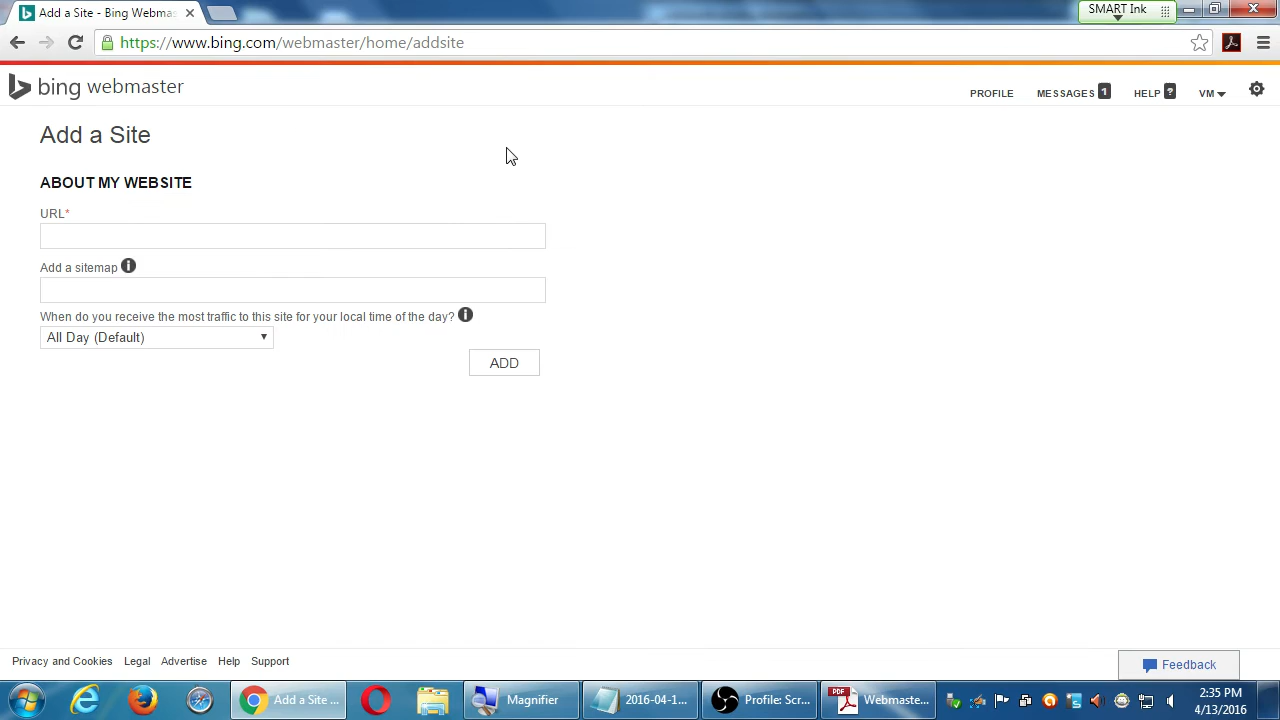 Add a Site - Bing Webmas
SMART Ink
https://www.bing.com/webmaster/home/addsite
bing webmaster
PROFILE MESSAGES 1 HELP ? VM
Add a Site
ABOUT MY WEBSITE
URL*
Add a sitemap i
When do you receive the most traffic to this site for your local time of the day? i
All Day (Default)
ADD
Privacy and Cookies Legal Advertise Help Support
Feedback
Add a Site ... Magnifier 2016-04-1... Profile: Scr... PDF Webmaste...
2:35 PM
4/13/2016